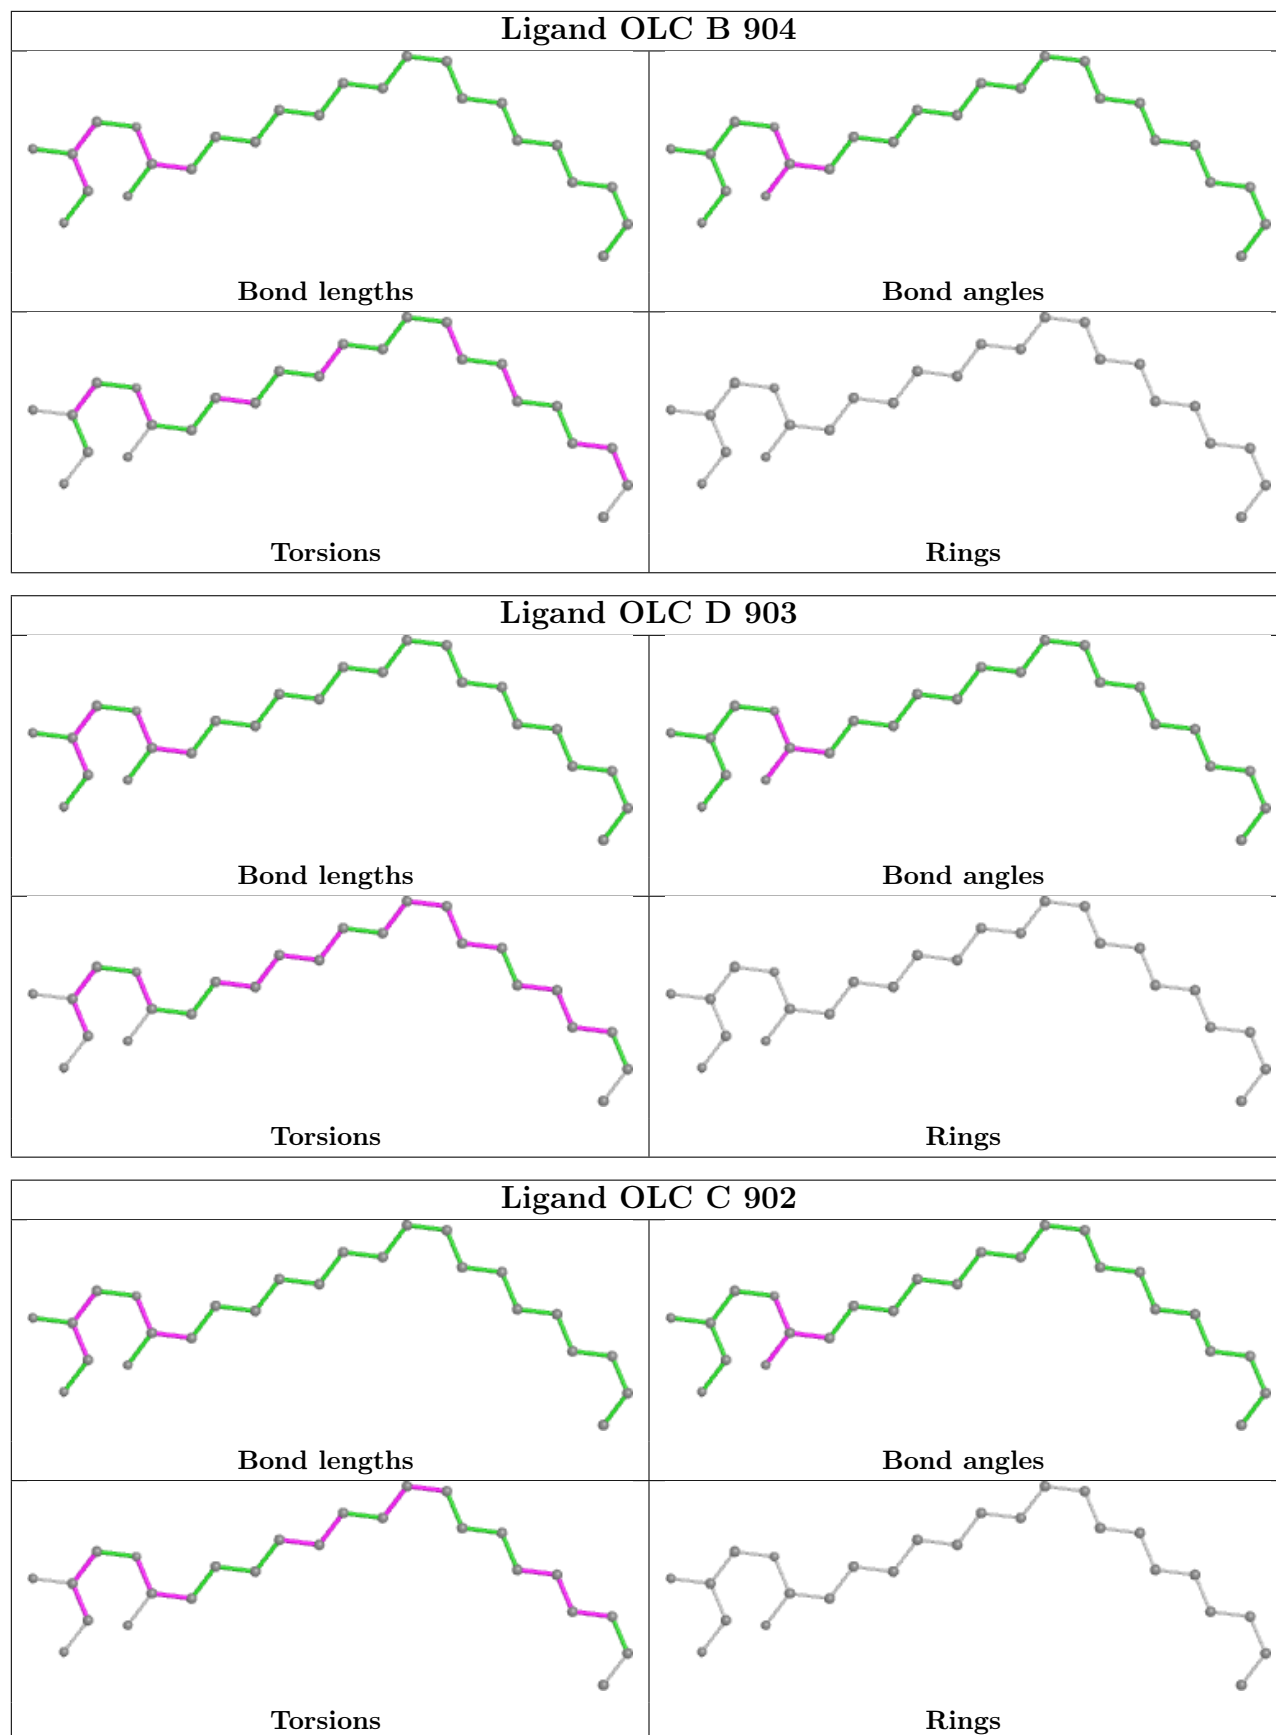 Ligand OLC B 904
Bond lengths
Bond angles
Torsions
Rings
Ligand OLC D 903
Bond lengths
Bond angles
Torsions
Rings
Ligand OLC C 902
Bond lengths
Bond angles
Torsions
Rings